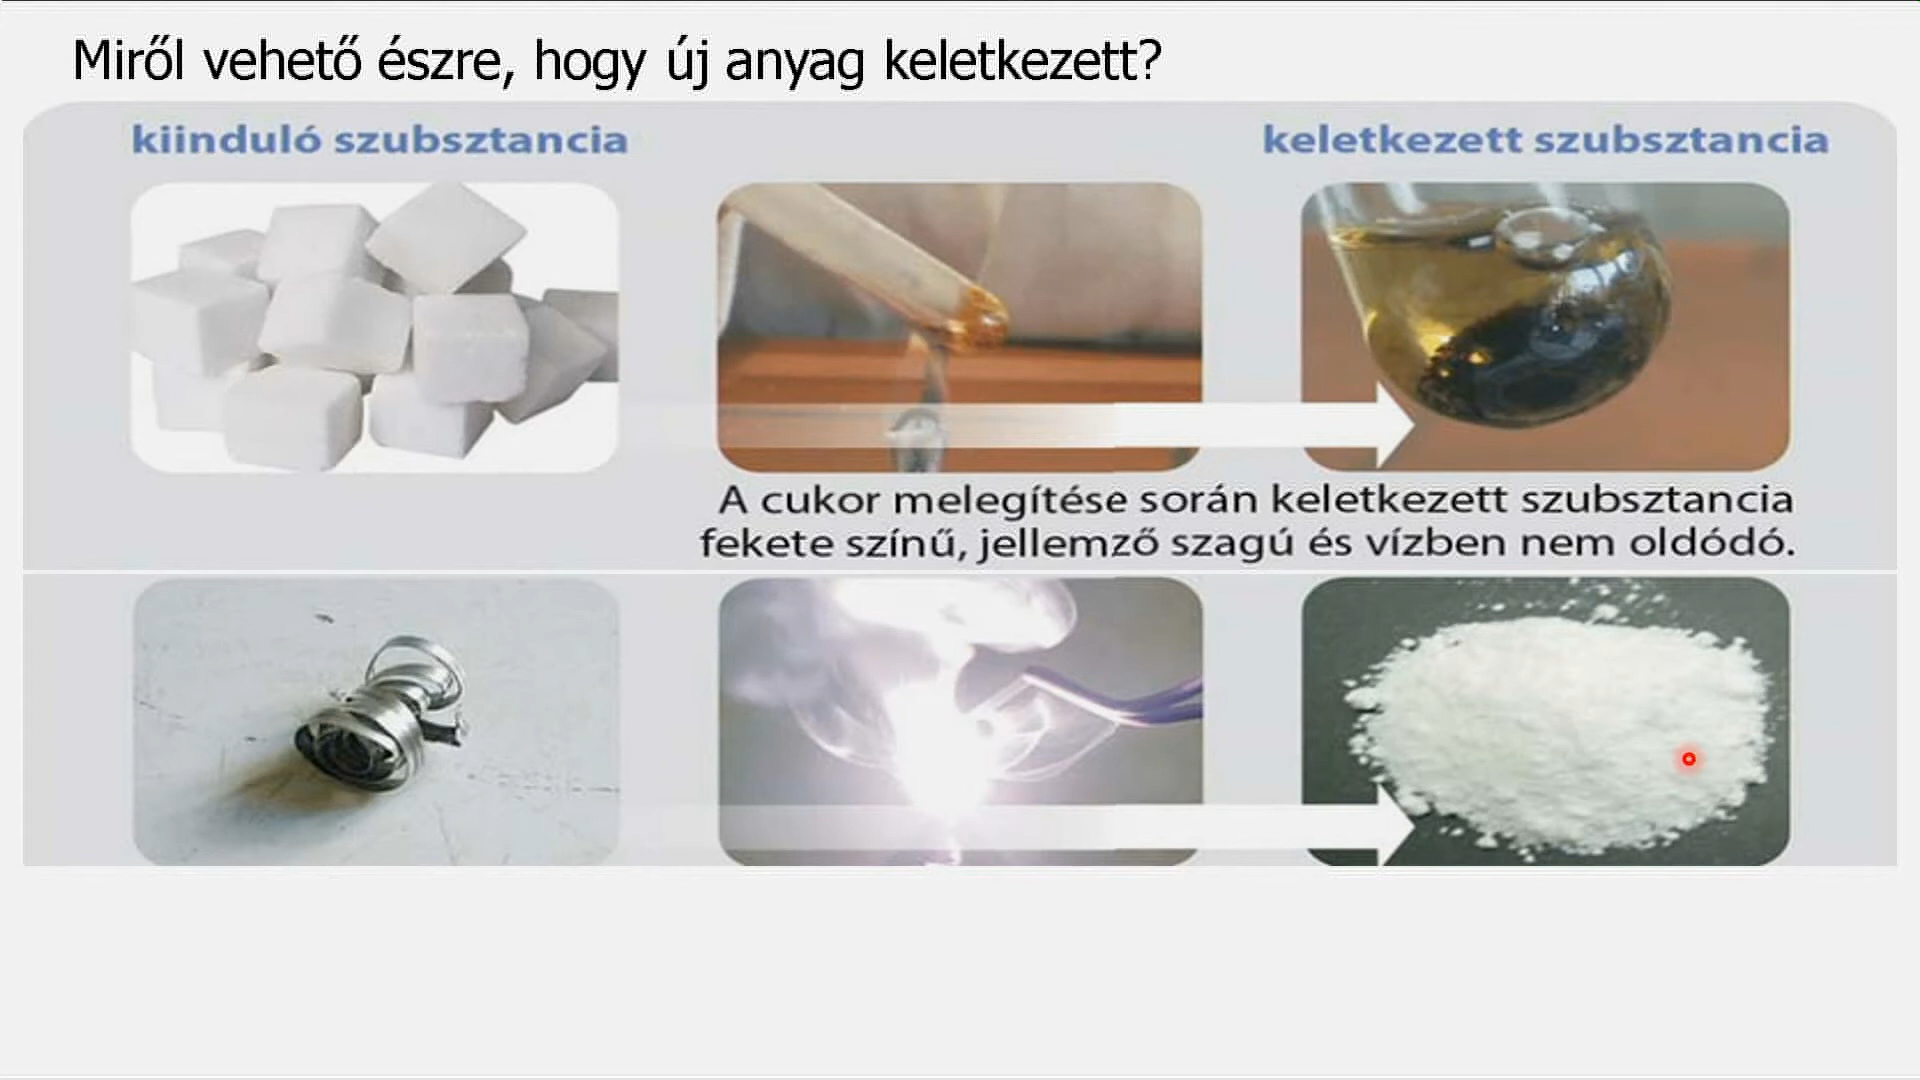 Miről vehető észre, hogy új anyag keletkezett?
kiinduló szubsztancia
keletkezett szubsztancia
A cukor melegítése során keletkezett szubsztancia
fekete színű, jellemző szagú és vízben nem oldódó.